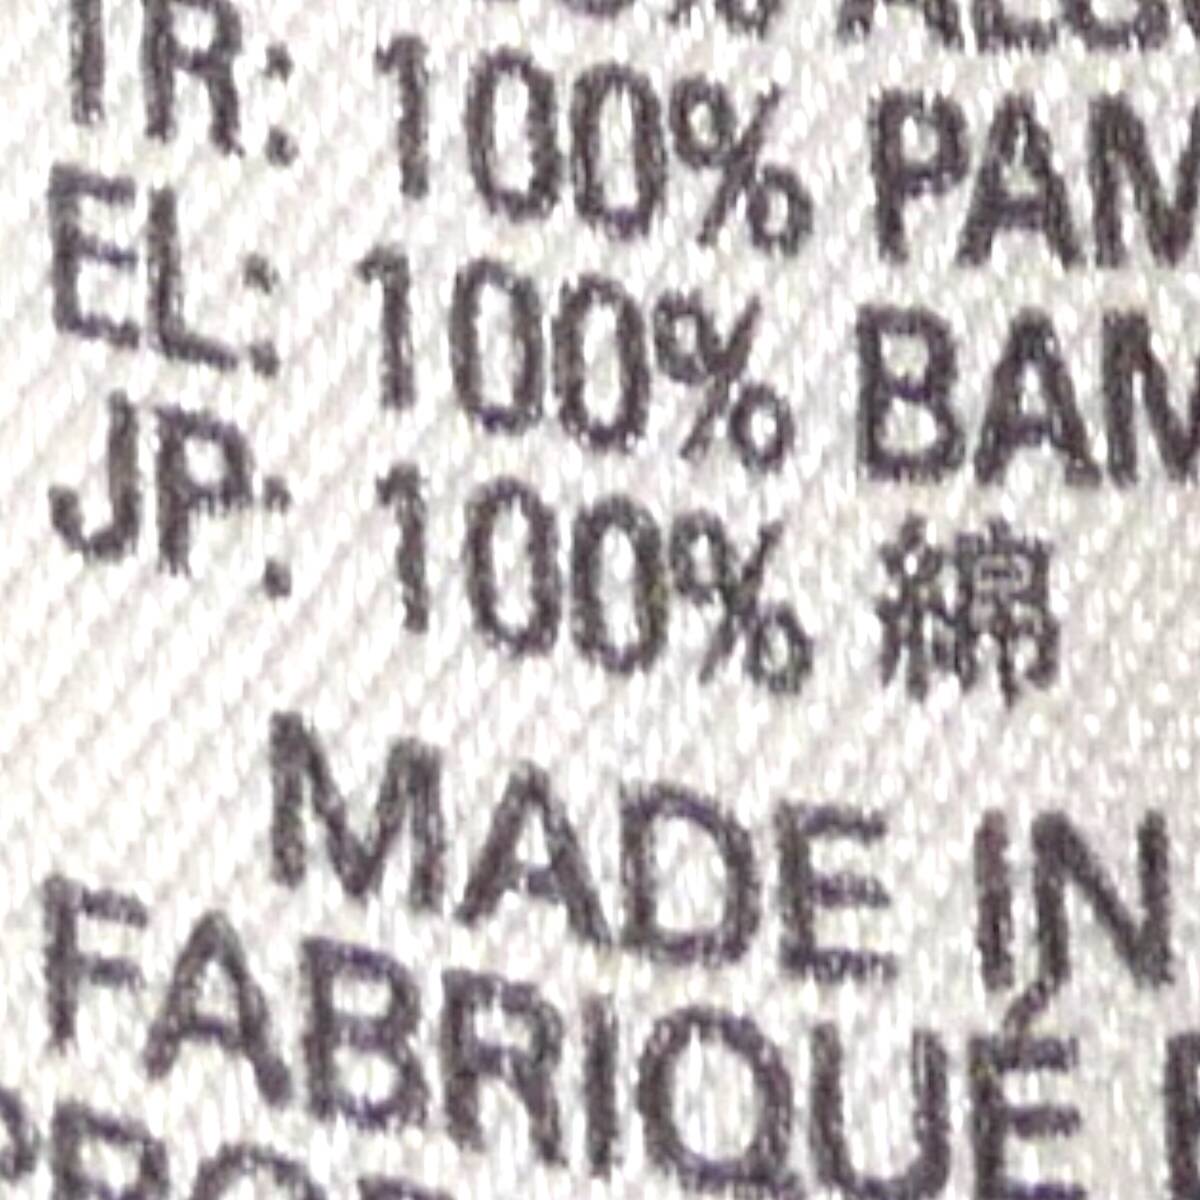 TR: 100% PAM
EL: 100% BAM
JP: 100% 綿
MADE IN
FABRIQUÉ